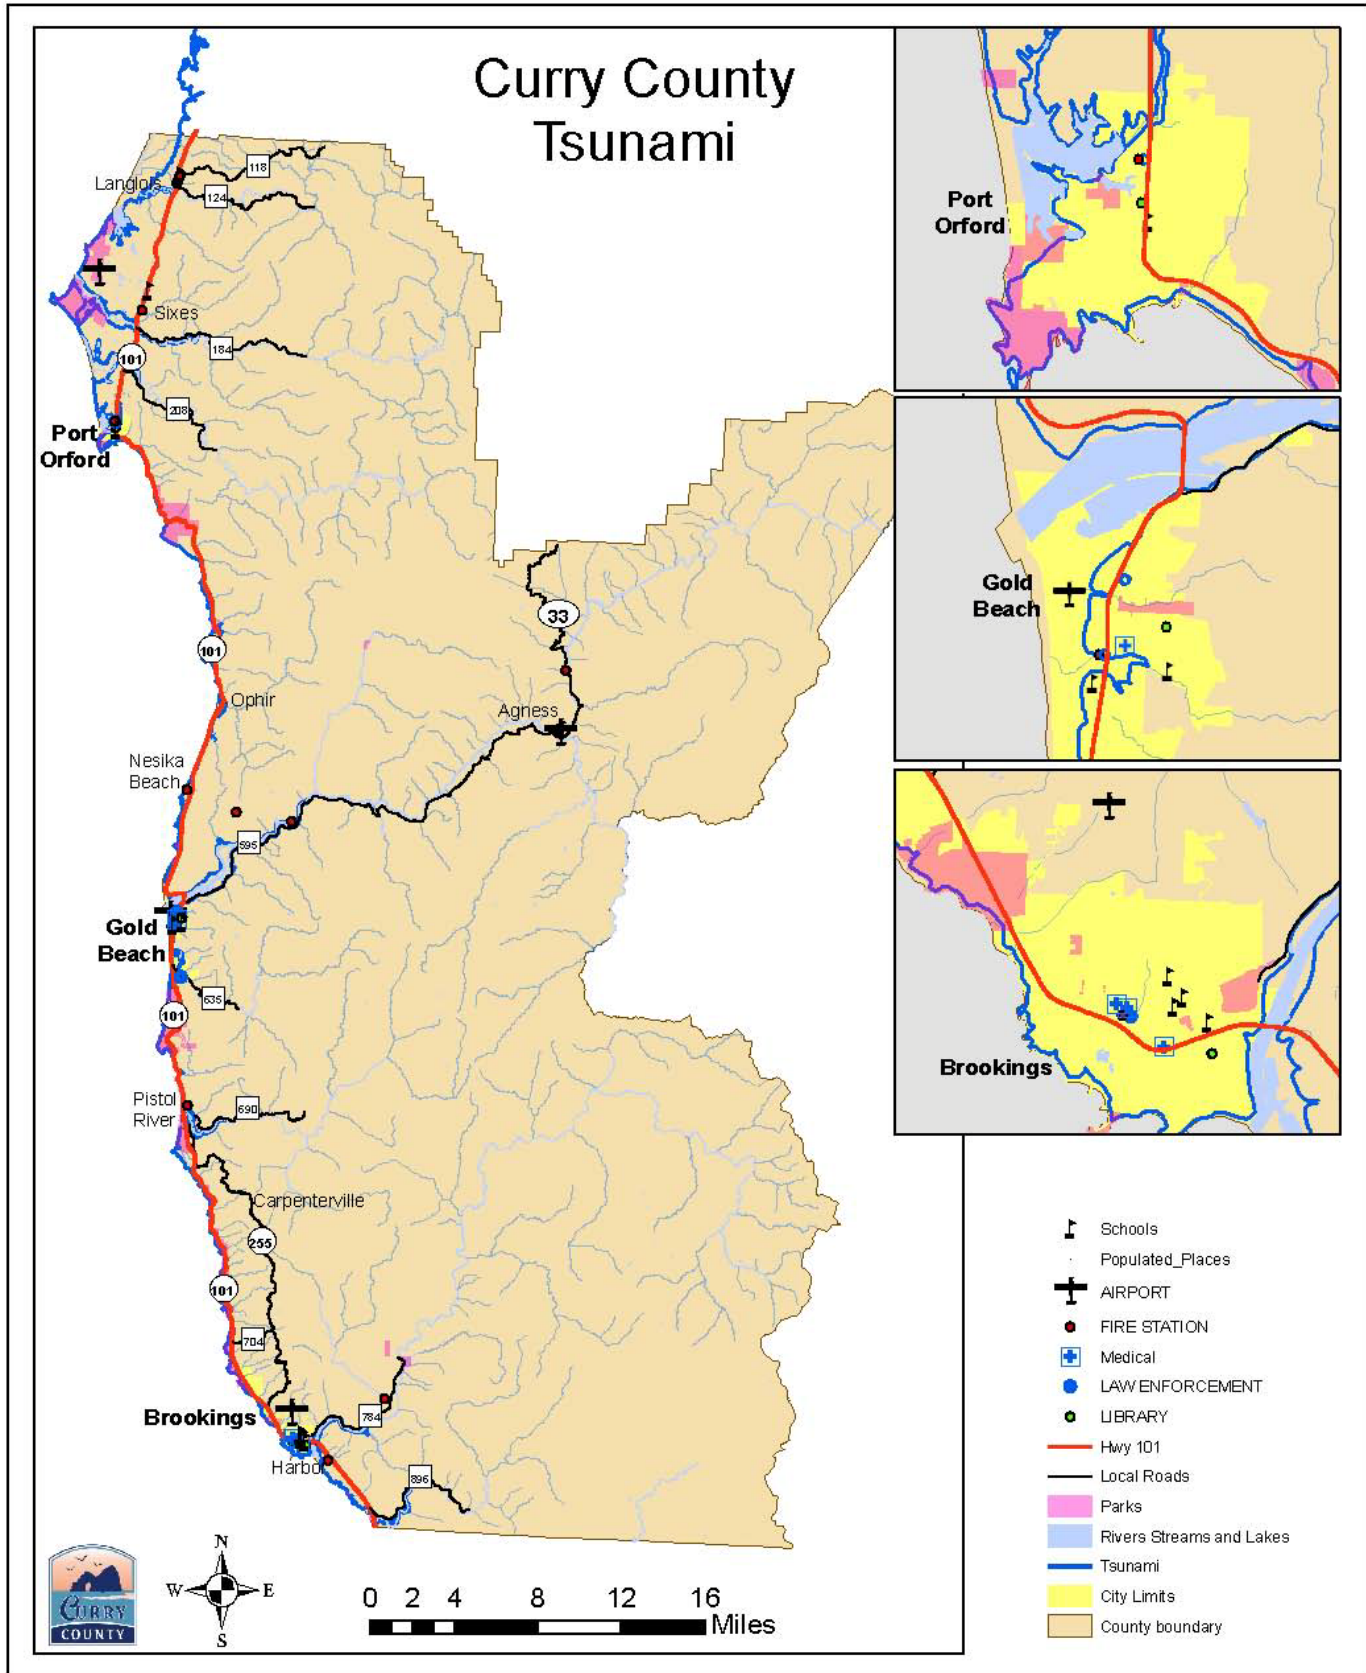 Curry County
Tsunami
Langlois
118
124
Sixes
184
101
208
Port
Orford
33
101
Ophir
Agness
Nesika
Beach
595
Gold
Beach
635
101
Pistol
River
690
Carpenterville
255
101
704
Brookings
784
Harbor
896
Port
Orford
Gold
Beach
Brookings
Schools
Populated_Places
AIRPORT
FIRE STATION
Medical
LAW ENFORCEMENT
LIBRARY
Hwy 101
Local Roads
Parks
Rivers Streams and Lakes
Tsunami
City Limits
County boundary
CURRY
COUNTY
N
W E
S
0 2 4 8 12 16
Miles